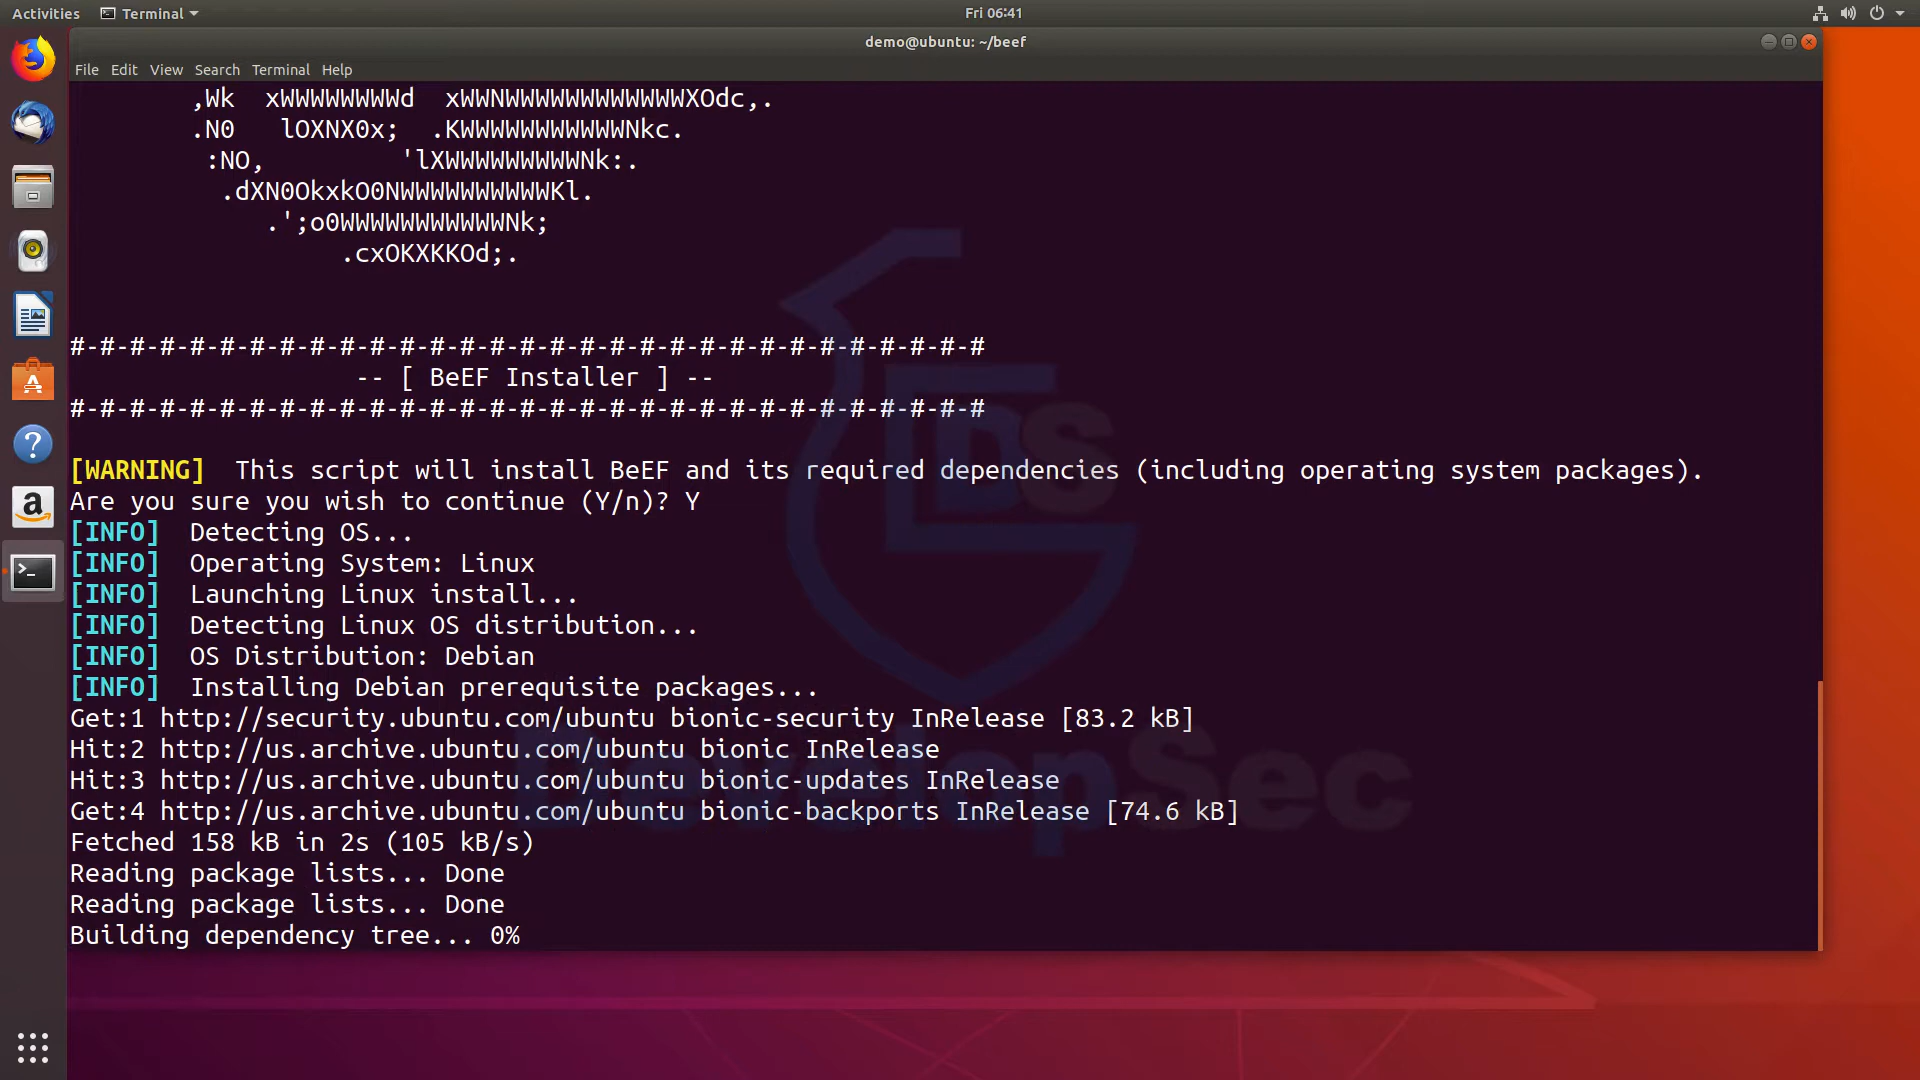 Activities Terminal Fri 06:41
demo@ubuntu: ~/beef
File Edit View Search Terminal Help
,Wk  xWWWWWWWWd  xWWNWWWWWWWWWWWWXOdc,.
.N0   lOXNX0x;  .KWWWWWWWWWWWNkc.
:NO,         'lXWWWWWWWWWNk:.
.dXN0OkxkO0NWWWWWWWWWWKl.
.';o0WWWWWWWWWWWNk;
.cxOKXKKOd;.
#-#-#-#-#-#-#-#-#-#-#-#-#-#-#-#-#-#-#-#-#-#-#-#-#-#-#-#-#-#-#
-- [ BeEF Installer ] --
#-#-#-#-#-#-#-#-#-#-#-#-#-#-#-#-#-#-#-#-#-#-#-#-#-#-#-#-#-#-#
[WARNING]  This script will install BeEF and its required dependencies (including operating system packages).
Are you sure you wish to continue (Y/n)? Y
[INFO]  Detecting OS...
[INFO]  Operating System: Linux
[INFO]  Launching Linux install...
[INFO]  Detecting Linux OS distribution...
[INFO]  OS Distribution: Debian
[INFO]  Installing Debian prerequisite packages...
Get:1 http://security.ubuntu.com/ubuntu bionic-security InRelease [83.2 kB]
Hit:2 http://us.archive.ubuntu.com/ubuntu bionic InRelease
Hit:3 http://us.archive.ubuntu.com/ubuntu bionic-updates InRelease
Get:4 http://us.archive.ubuntu.com/ubuntu bionic-backports InRelease [74.6 kB]
Fetched 158 kB in 2s (105 kB/s)
Reading package lists... Done
Reading package lists... Done
Building dependency tree... 0%
DS
DevelopSec